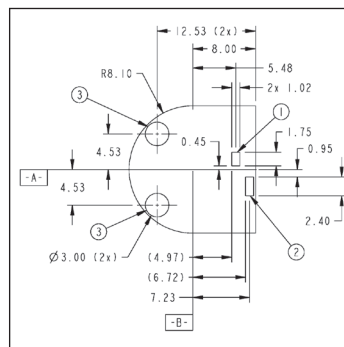 12.53 (2x)
8.00
R8.10
5.48
3
2x 1.02
1
4.53
0.45
1.75
0.95
-A-
4.53
3
2.40
Ø3.00 (2x)
(4.97)
2
(6.72)
7.23
-B-